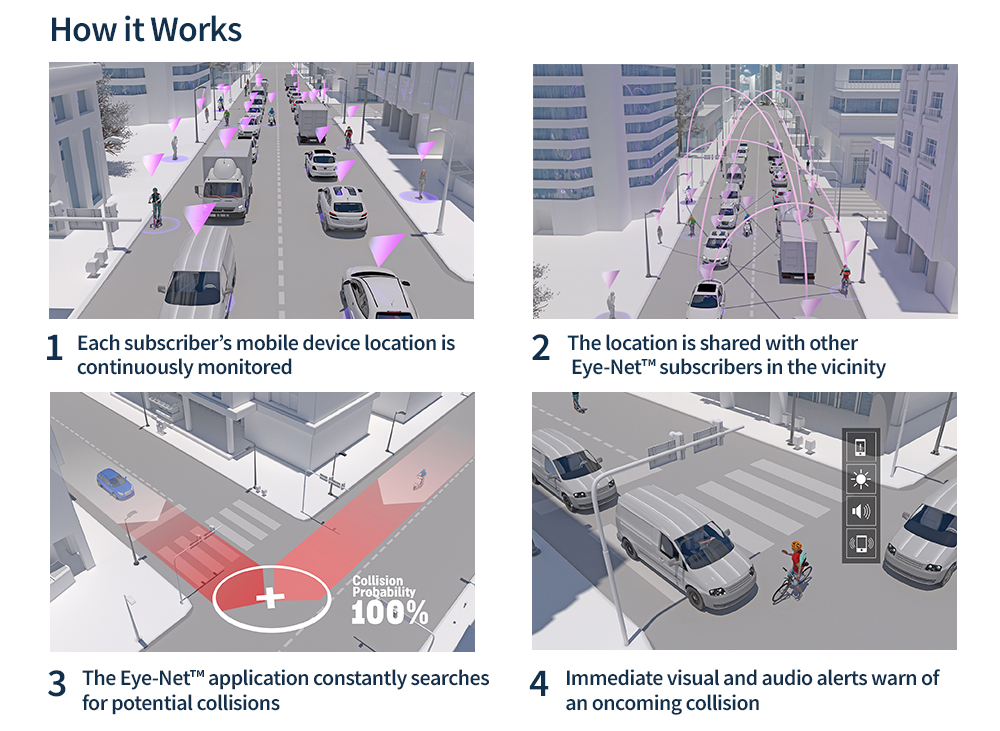 How it Works
1 Each subscriber's mobile device location is
continuously monitored
2 The location is shared with other
Eye-Net™ subscribers in the vicinity
Collision
Probability
100%
3 The Eye-Net™ application constantly searches
for potential collisions
4 Immediate visual and audio alerts warn of
an oncoming collision